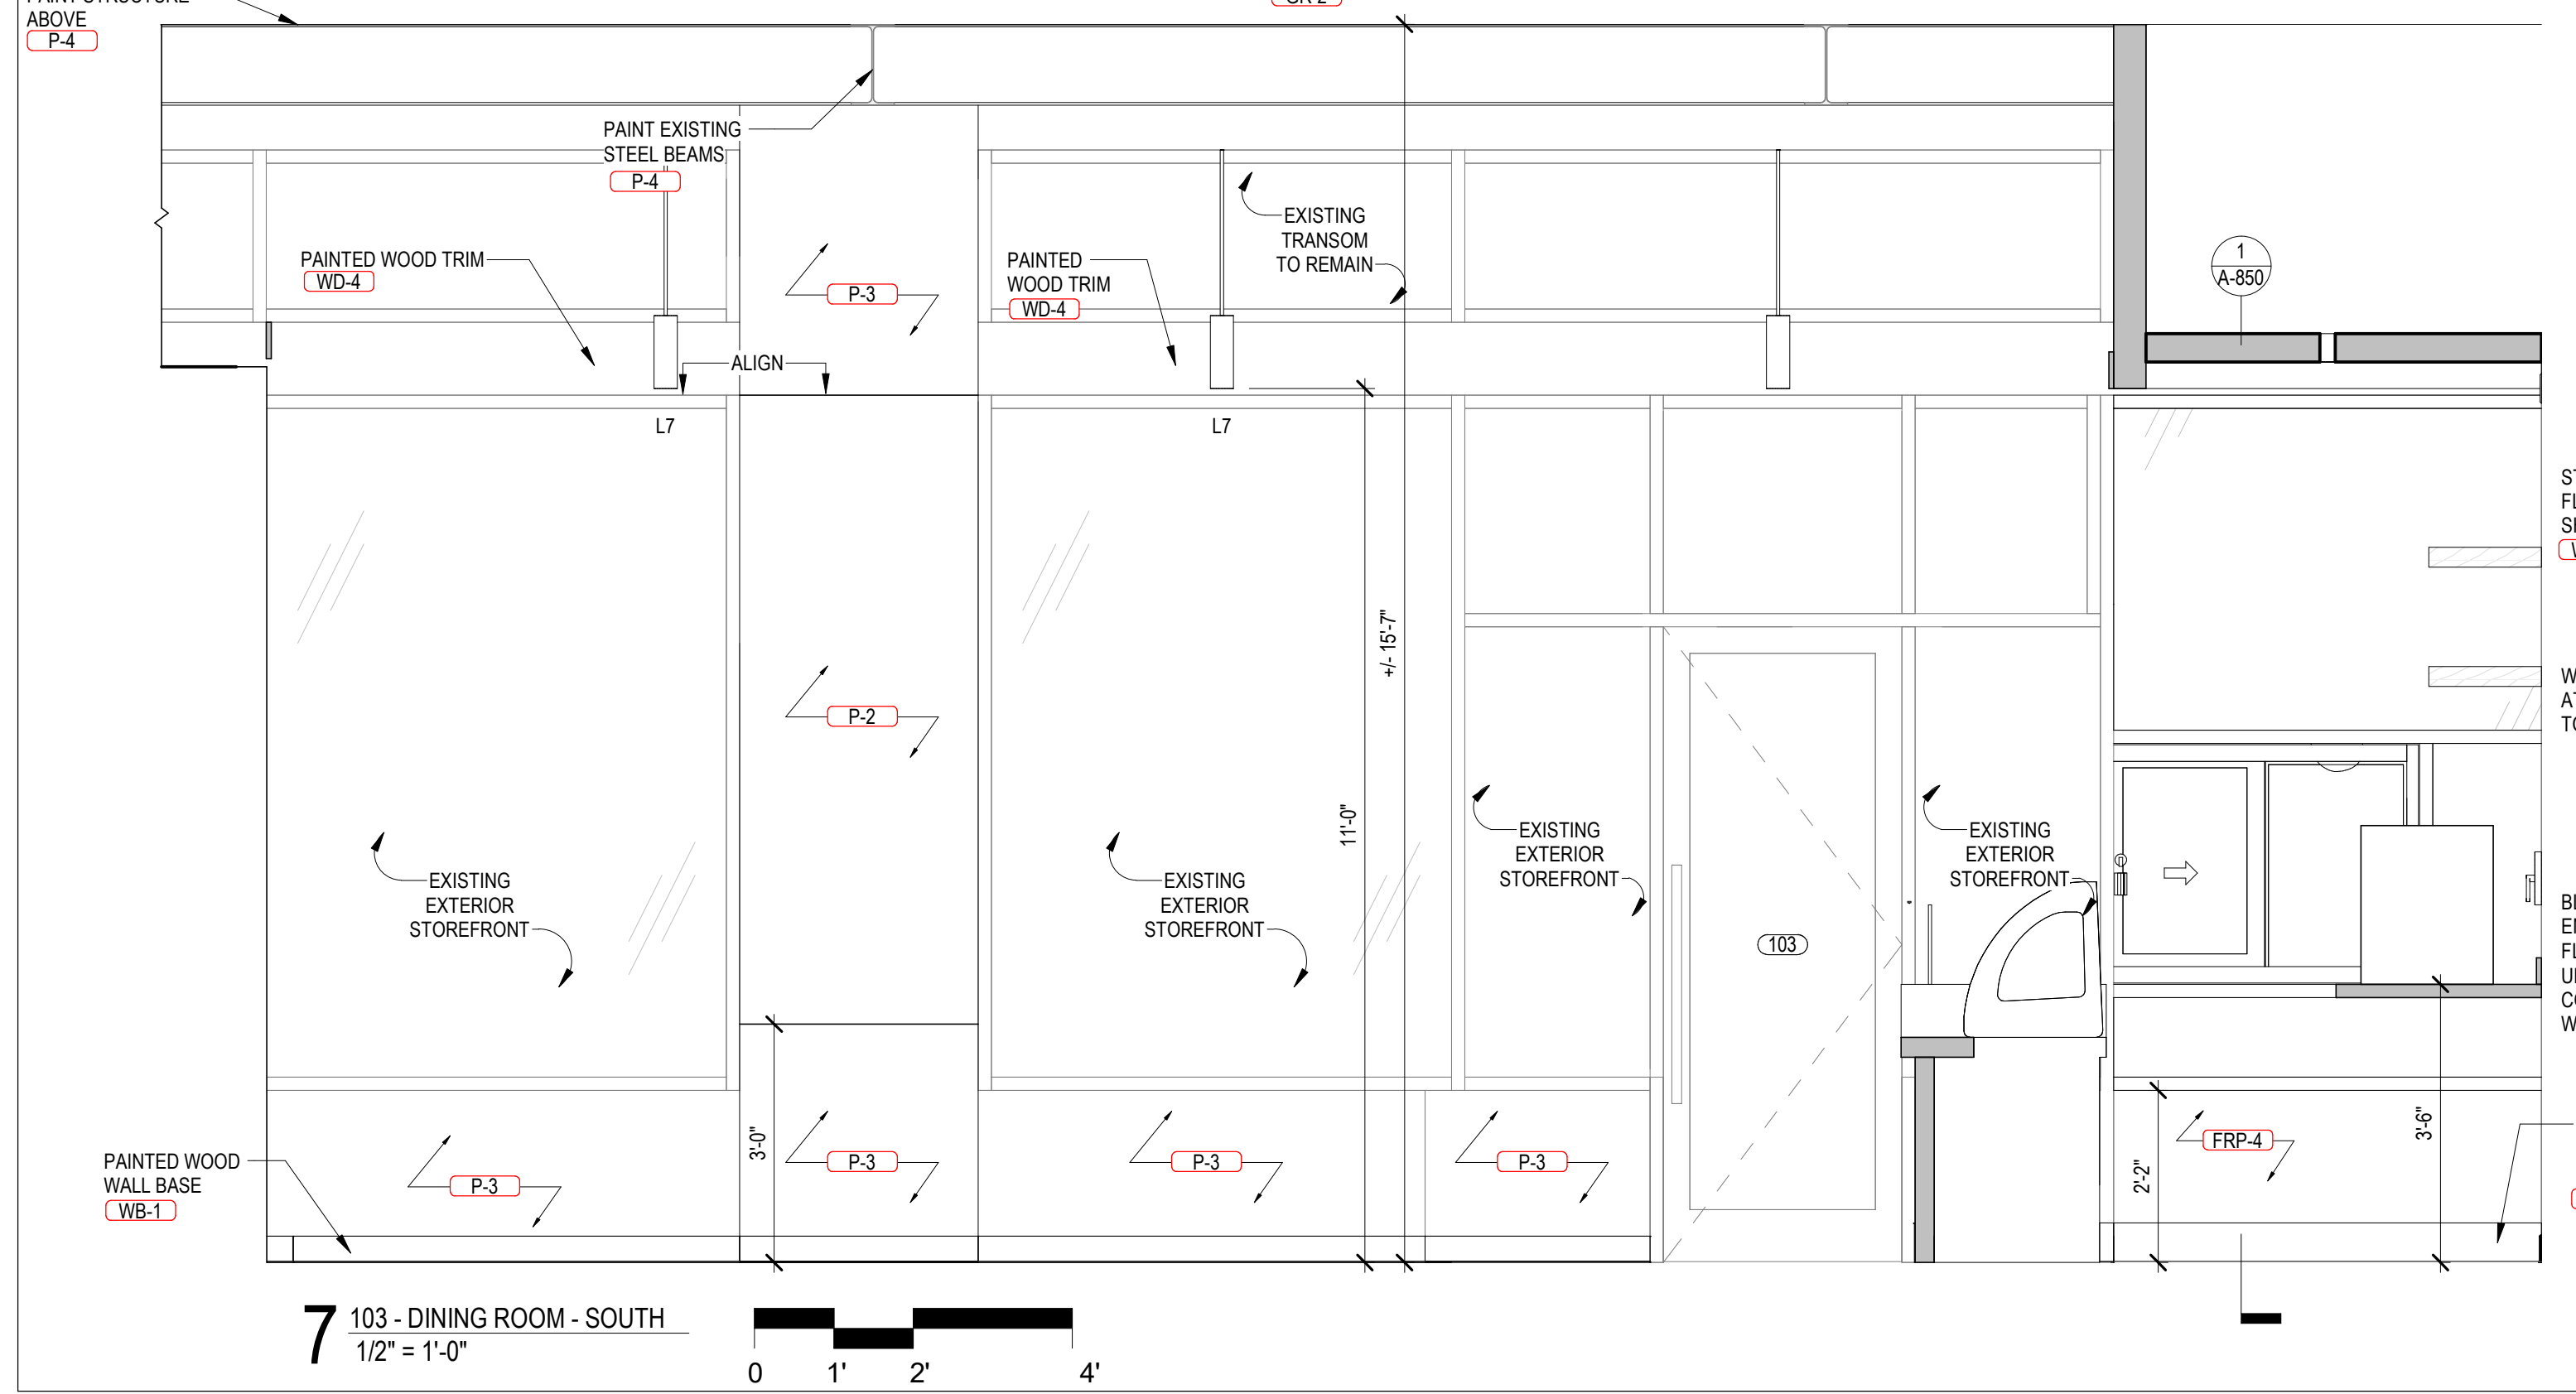 ABOVE
P-4
PAINT EXISTING
STEEL BEAMS
P-4
EXISTING
TRANSOM
TO REMAIN
PAINTED WOOD TRIM
WD-4
PAINTED
WOOD TRIM
WD-4
P-3
1
A-850
ALIGN
L7
L7
+/- 15'-7"
P-2
11'-0"
EXISTING
EXTERIOR
STOREFRONT
EXISTING
EXTERIOR
STOREFRONT
EXISTING
EXTERIOR
STOREFRONT
EXISTING
EXTERIOR
STOREFRONT
103
3'-0"
P-3
P-3
P-3
P-3
FRP-4
2'-2"
3'-6"
PAINTED WOOD
WALL BASE
WB-1
7
103 - DINING ROOM - SOUTH
1/2" = 1'-0"
0 1' 2' 4'